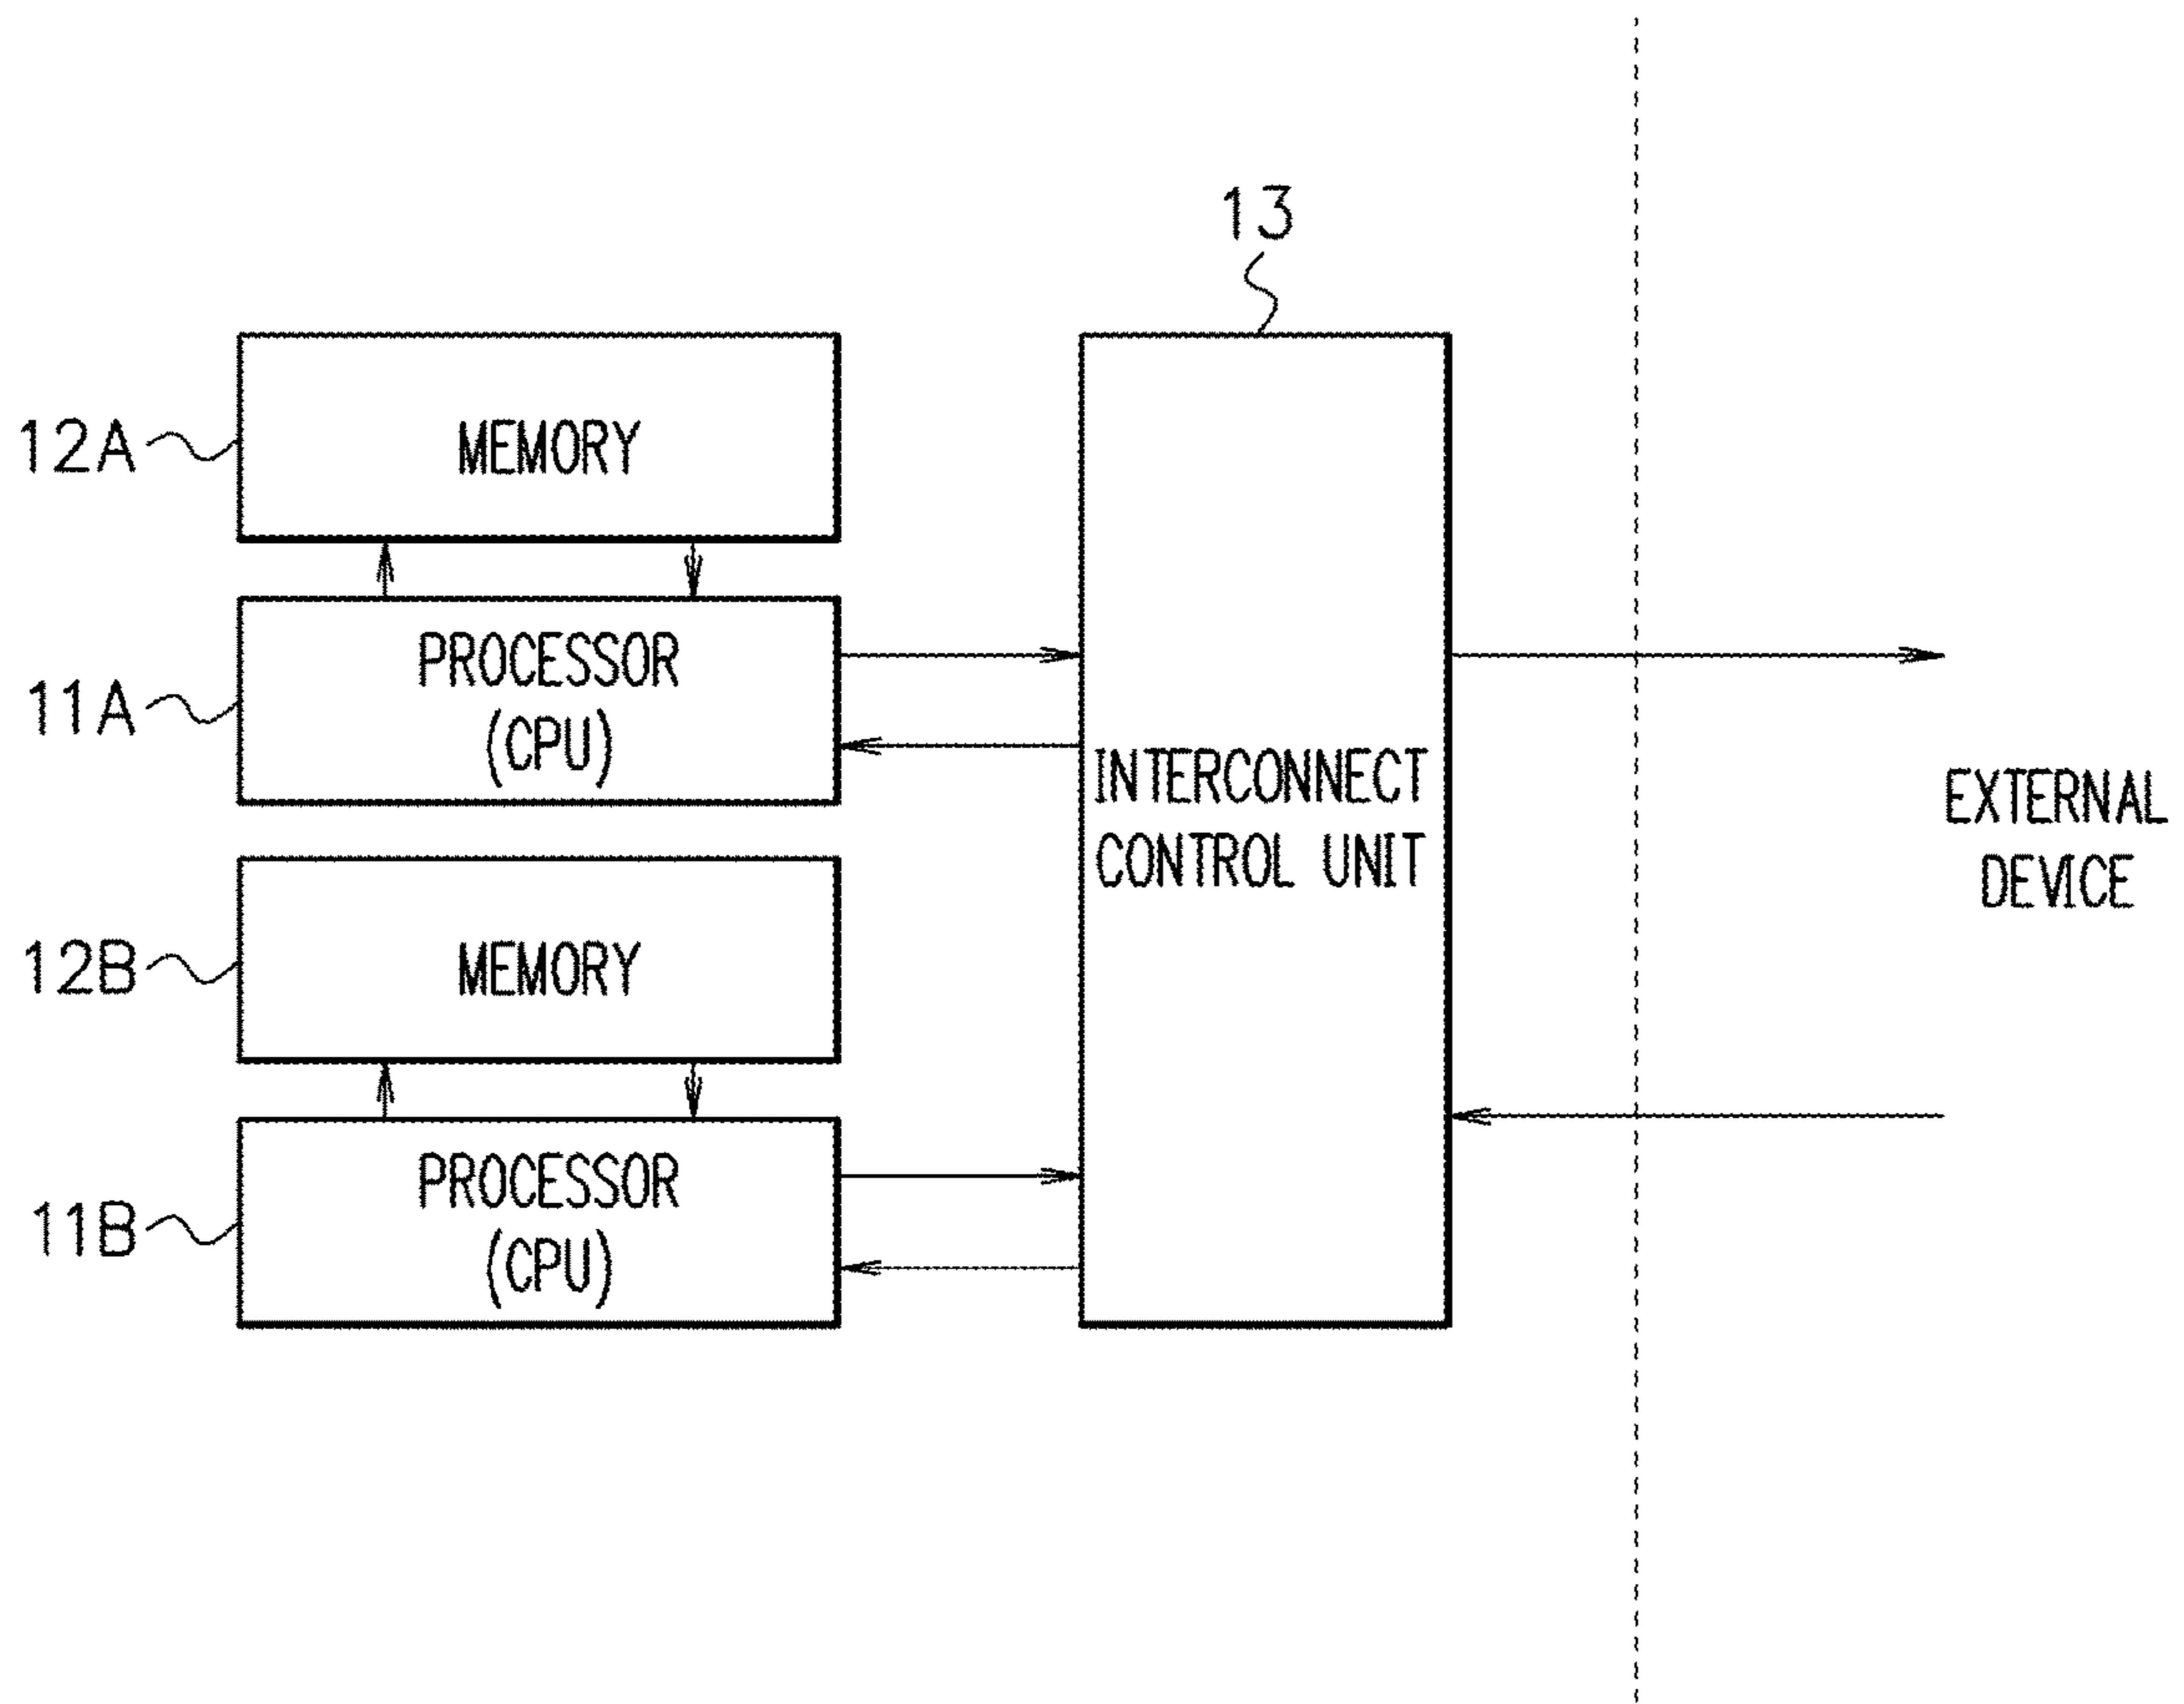 13
12A
MEMORY
11A
PROCESSOR
(CPU)
INTERCONNECT
CONTROL UNIT
EXTERNAL
DEVICE
12B
MEMORY
11B
PROCESSOR
(CPU)